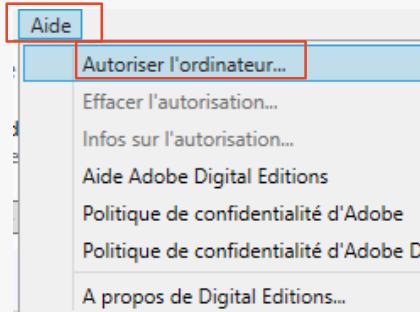 Aide
Autoriser l'ordinateur...
Effacer l'autorisation...
Infos sur l'autorisation...
Aide Adobe Digital Editions
Politique de confidentialité d'Adobe
Politique de confidentialité d'Adobe D
A propos de Digital Editions...